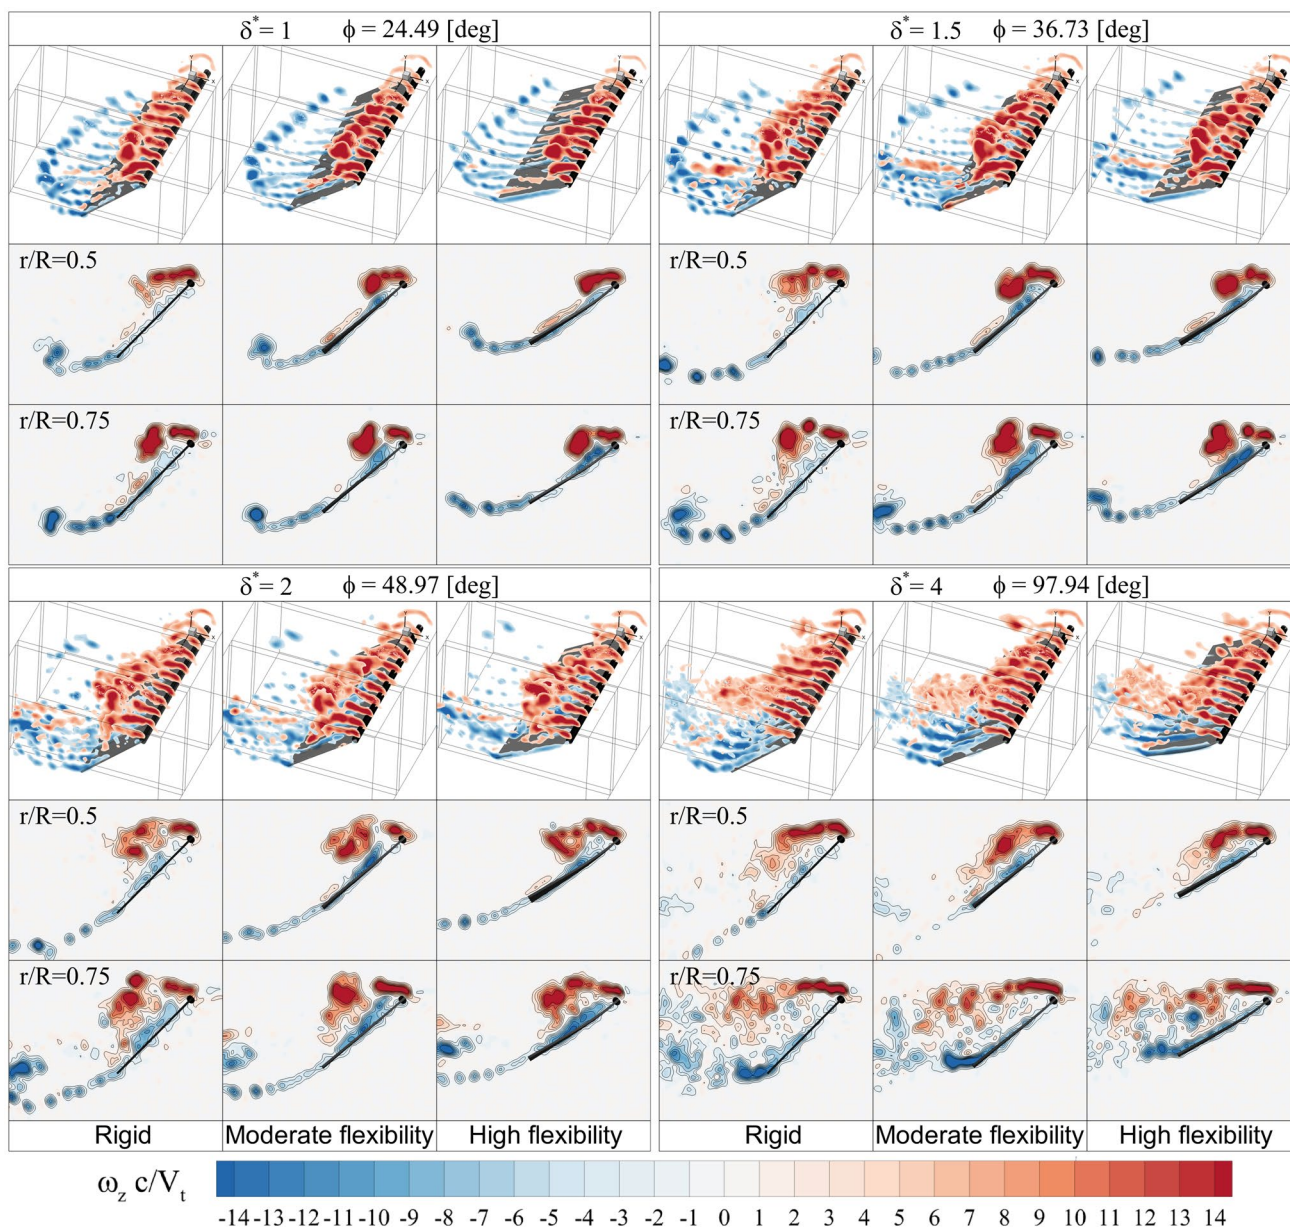 δ*= 1 ϕ = 24.49 [deg]
δ*= 1.5 ϕ = 36.73 [deg]
r/R=0.5
r/R=0.5
r/R=0.75
r/R=0.75
δ*= 2 ϕ = 48.97 [deg]
δ*= 4 ϕ = 97.94 [deg]
r/R=0.5
r/R=0.5
r/R=0.75
r/R=0.75
Rigid Moderate flexibility High flexibility Rigid Moderate flexibility High flexibility
ω_z c/V_t
-14 -13 -12 -11 -10 -9 -8 -7 -6 -5 -4 -3 -2 -1 0 1 2 3 4 5 6 7 8 9 10 11 12 13 14